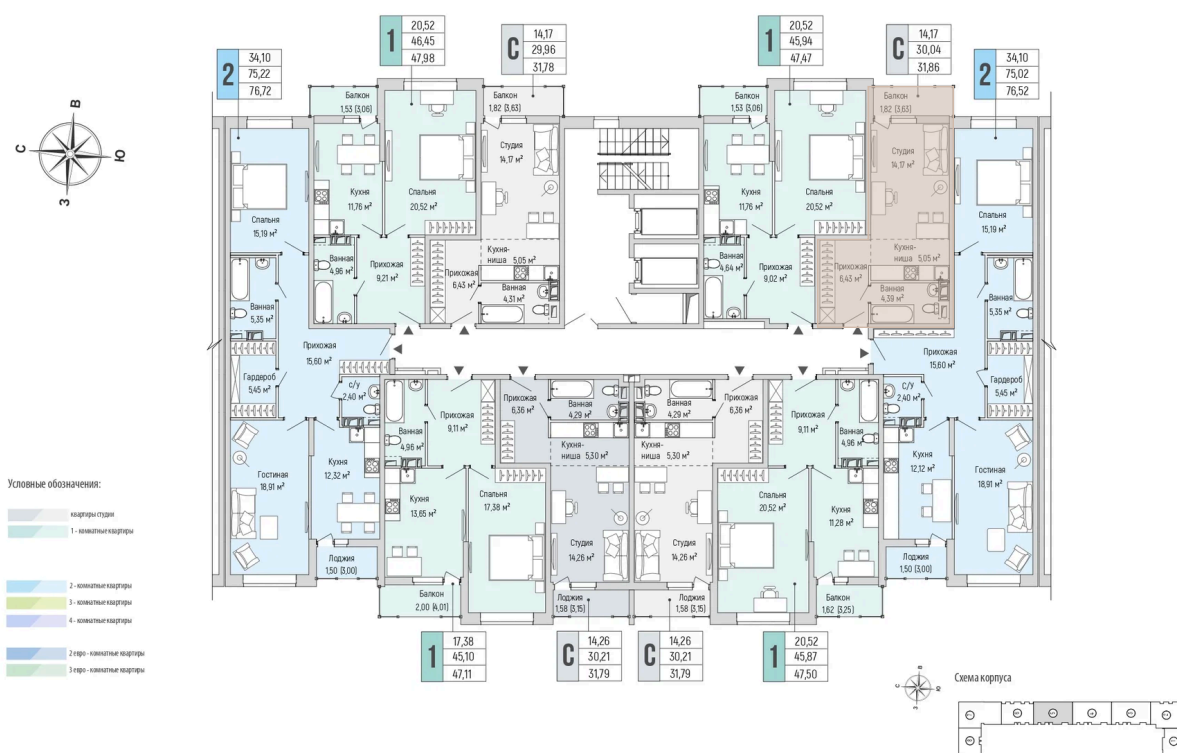 20,52
1 46,45
47,98
14,17
С 29,96
31,78
20,52
1 45,94
47,47
14,17
С 30,04
31,86
34,10
2 75,22
76,72
34,10
2 75,02
76,52
В
С
Ю
З
Балкон
1,53 (3,06)
Балкон
1,82 (3,63)
Балкон
1,53 (3,06)
Балкон
1,82 (3,63)
Спальня
15,19 м²
Кухня
11,76 м²
Спальня
20,52 м²
Студия
14,17 м²
Кухня
11,76 м²
Спальня
20,52 м²
Студия
14,17 м²
Спальня
15,19 м²
Ванная
4,96 м²
Прихожая
9,21 м²
Прихожая
6,43 м²
Кухня-
ниша 5,05 м²
Ванная
4,31 м²
Ванная
4,64 м²
Прихожая
9,02 м²
Прихожая
6,43 м²
Кухня-
ниша 5,05 м²
Ванная
4,39 м²
Ванная
5,35 м²
Ванная
5,35 м²
Прихожая
15,60 м²
Прихожая
15,60 м²
Гардероб
5,45 м²
с/у
2,40 м²
Ванная
4,96 м²
Прихожая
9,11 м²
Прихожая
6,36 м²
Ванная
4,29 м²
Ванная
4,29 м²
Прихожая
6,36 м²
Прихожая
9,11 м²
Ванная
4,96 м²
с/у
2,40 м²
Гардероб
5,45 м²
Кухня-
ниша 5,30 м²
Кухня-
ниша 5,30 м²
Гостиная
18,91 м²
Кухня
12,32 м²
Кухня
13,65 м²
Спальня
17,38 м²
Студия
14,26 м²
Студия
14,26 м²
Спальня
20,52 м²
Кухня
11,28 м²
Кухня
12,12 м²
Гостиная
18,91 м²
Лоджия
1,50 (3,00)
Балкон
2,00 (4,01)
Лоджия
1,58 (3,15)
Лоджия
1,58 (3,15)
Балкон
1,62 (3,25)
Лоджия
1,50 (3,00)
17,38
1 45,10
47,11
14,26
С 30,21
31,79
14,26
С 30,21
31,79
20,52
1 45,87
47,50
Условные обозначения:
квартиры студии
1 - комнатные квартиры
2 - комнатные квартиры
3 - комнатные квартиры
4 - комнатные квартиры
2 евро - комнатные квартиры
3 евро - комнатные квартиры
В
С
Ю
З
Схема корпуса